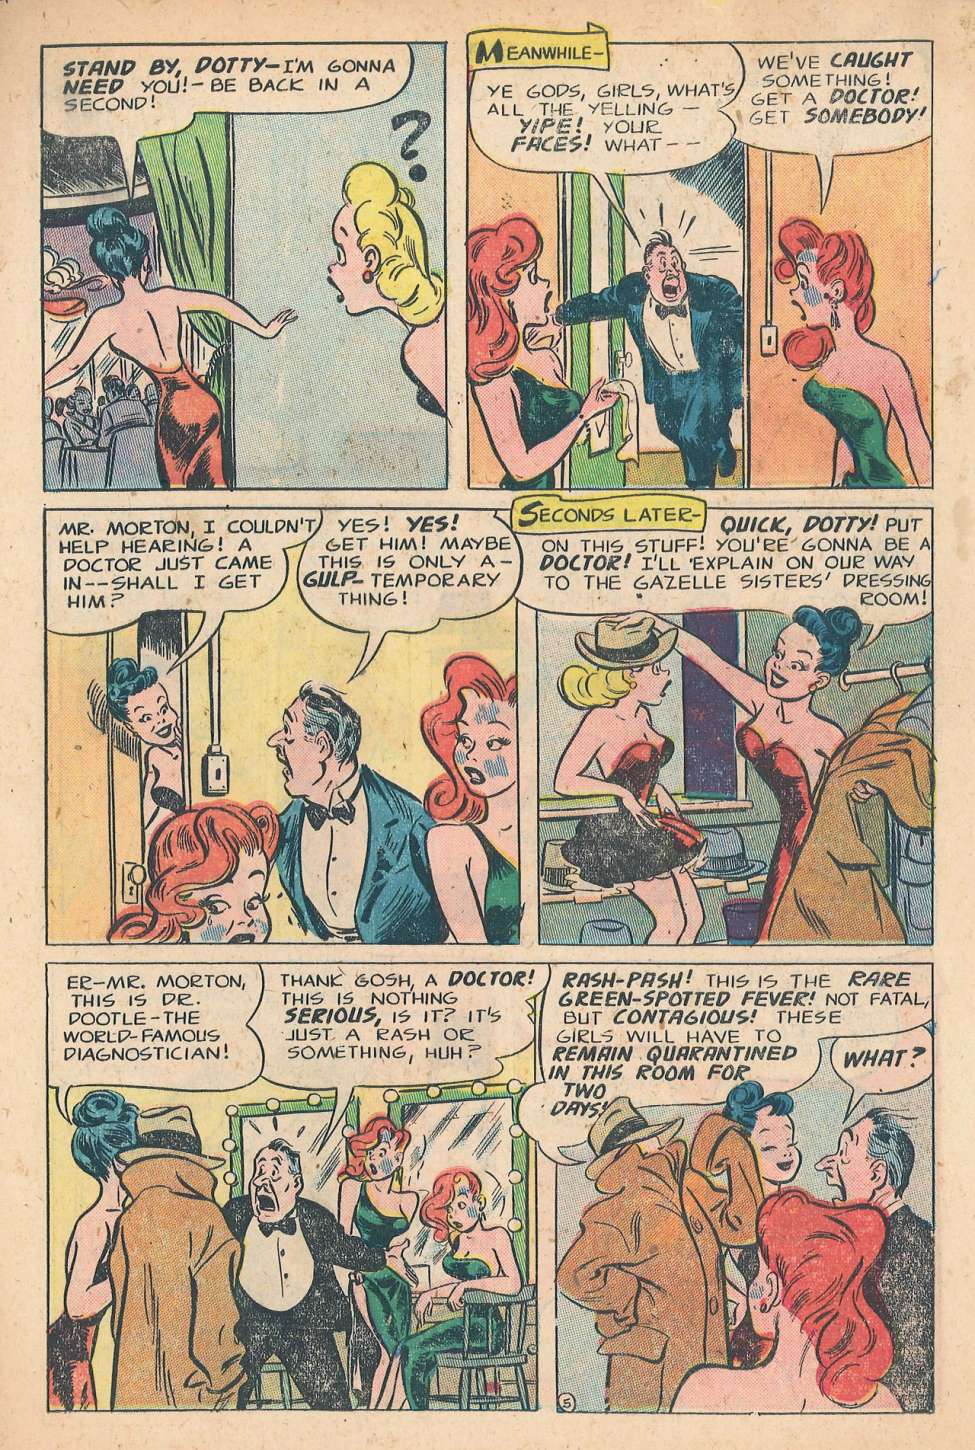 STAND BY, DOTTY—I'M GONNA
NEED YOU!—BE BACK IN A
SECOND!
?
MEANWHILE—
YE GODS, GIRLS, WHAT'S
ALL THE YELLING —
YIPE! YOUR
FACES! WHAT — —
WE'VE CAUGHT
SOMETHING!
GET A DOCTOR!
GET SOMEBODY!
MR. MORTON, I COULDN'T
HELP HEARING! A
DOCTOR JUST CAME
IN——SHALL I GET
HIM?
YES! YES!
GET HIM! MAYBE
THIS IS ONLY A—
GULP—TEMPORARY
THING!
SECONDS LATER—
QUICK, DOTTY! PUT
ON THIS STUFF! YOU'RE GONNA BE A
DOCTOR! I'LL EXPLAIN ON OUR WAY
TO THE GAZELLE SISTERS' DRESSING
ROOM!
ER—MR. MORTON,
THIS IS DR.
DOOTLE—THE
WORLD-FAMOUS
DIAGNOSTICIAN!
THANK GOSH, A DOCTOR!
THIS IS NOTHING
SERIOUS, IS IT? IT'S
JUST A RASH OR
SOMETHING, HUH?
RASH-PASH! THIS IS THE RARE
GREEN-SPOTTED FEVER! NOT FATAL,
BUT CONTAGIOUS! THESE
GIRLS WILL HAVE TO
REMAIN QUARANTINED
IN THIS ROOM FOR
TWO
DAYS!
WHAT?
5